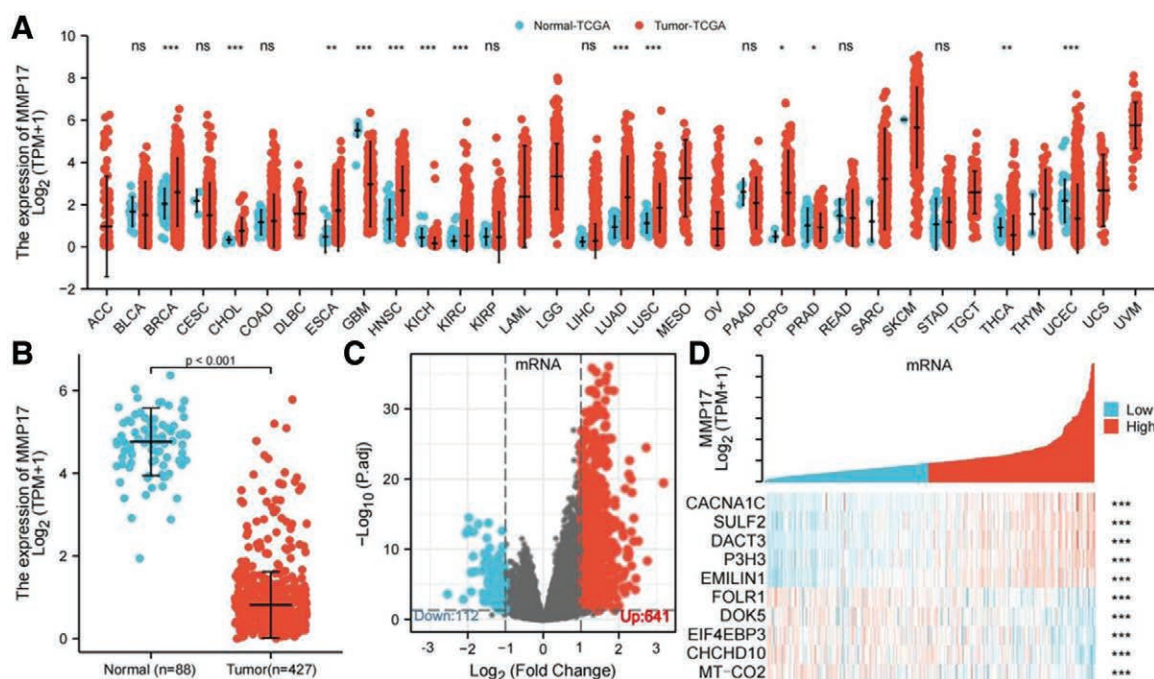 A
Normal-TCGA Tumor-TCGA
The expression of MMP17
Log2 (TPM+1)
10
8
6
4
2
0
−2
ns *** ns *** ns ** *** *** *** *** ns ns *** *** ns * * ns ns ** ***
ACC BLCA BRCA CESC CHOL COAD DLBC ESCA GBM HNSC KICH KIRC KIRP LAML LGG LIHC LUAD LUSC MESO OV PAAD PCPG PRAD READ SARC SKCM STAD TGCT THCA THYM UCEC UCS UVM
B
p < 0.001
The expression of MMP17
Log2 (TPM+1)
6
4
2
0
Normal (n=88) Tumor(n=427)
C
mRNA
−Log10 (P.adj)
30
20
10
0
Down:112 Up:641
-3 -2 -1 0 1 2 3
Log2 (Fold Change)
D
mRNA
MMP17
Log2 (TPM+1)
Low
High
CACNA1C ***
SULF2 ***
DACT3 ***
P3H3 ***
EMILIN1 ***
FOLR1 ***
DOK5 ***
EIF4EBP3 ***
CHCHD10 ***
MT−CO2 ***